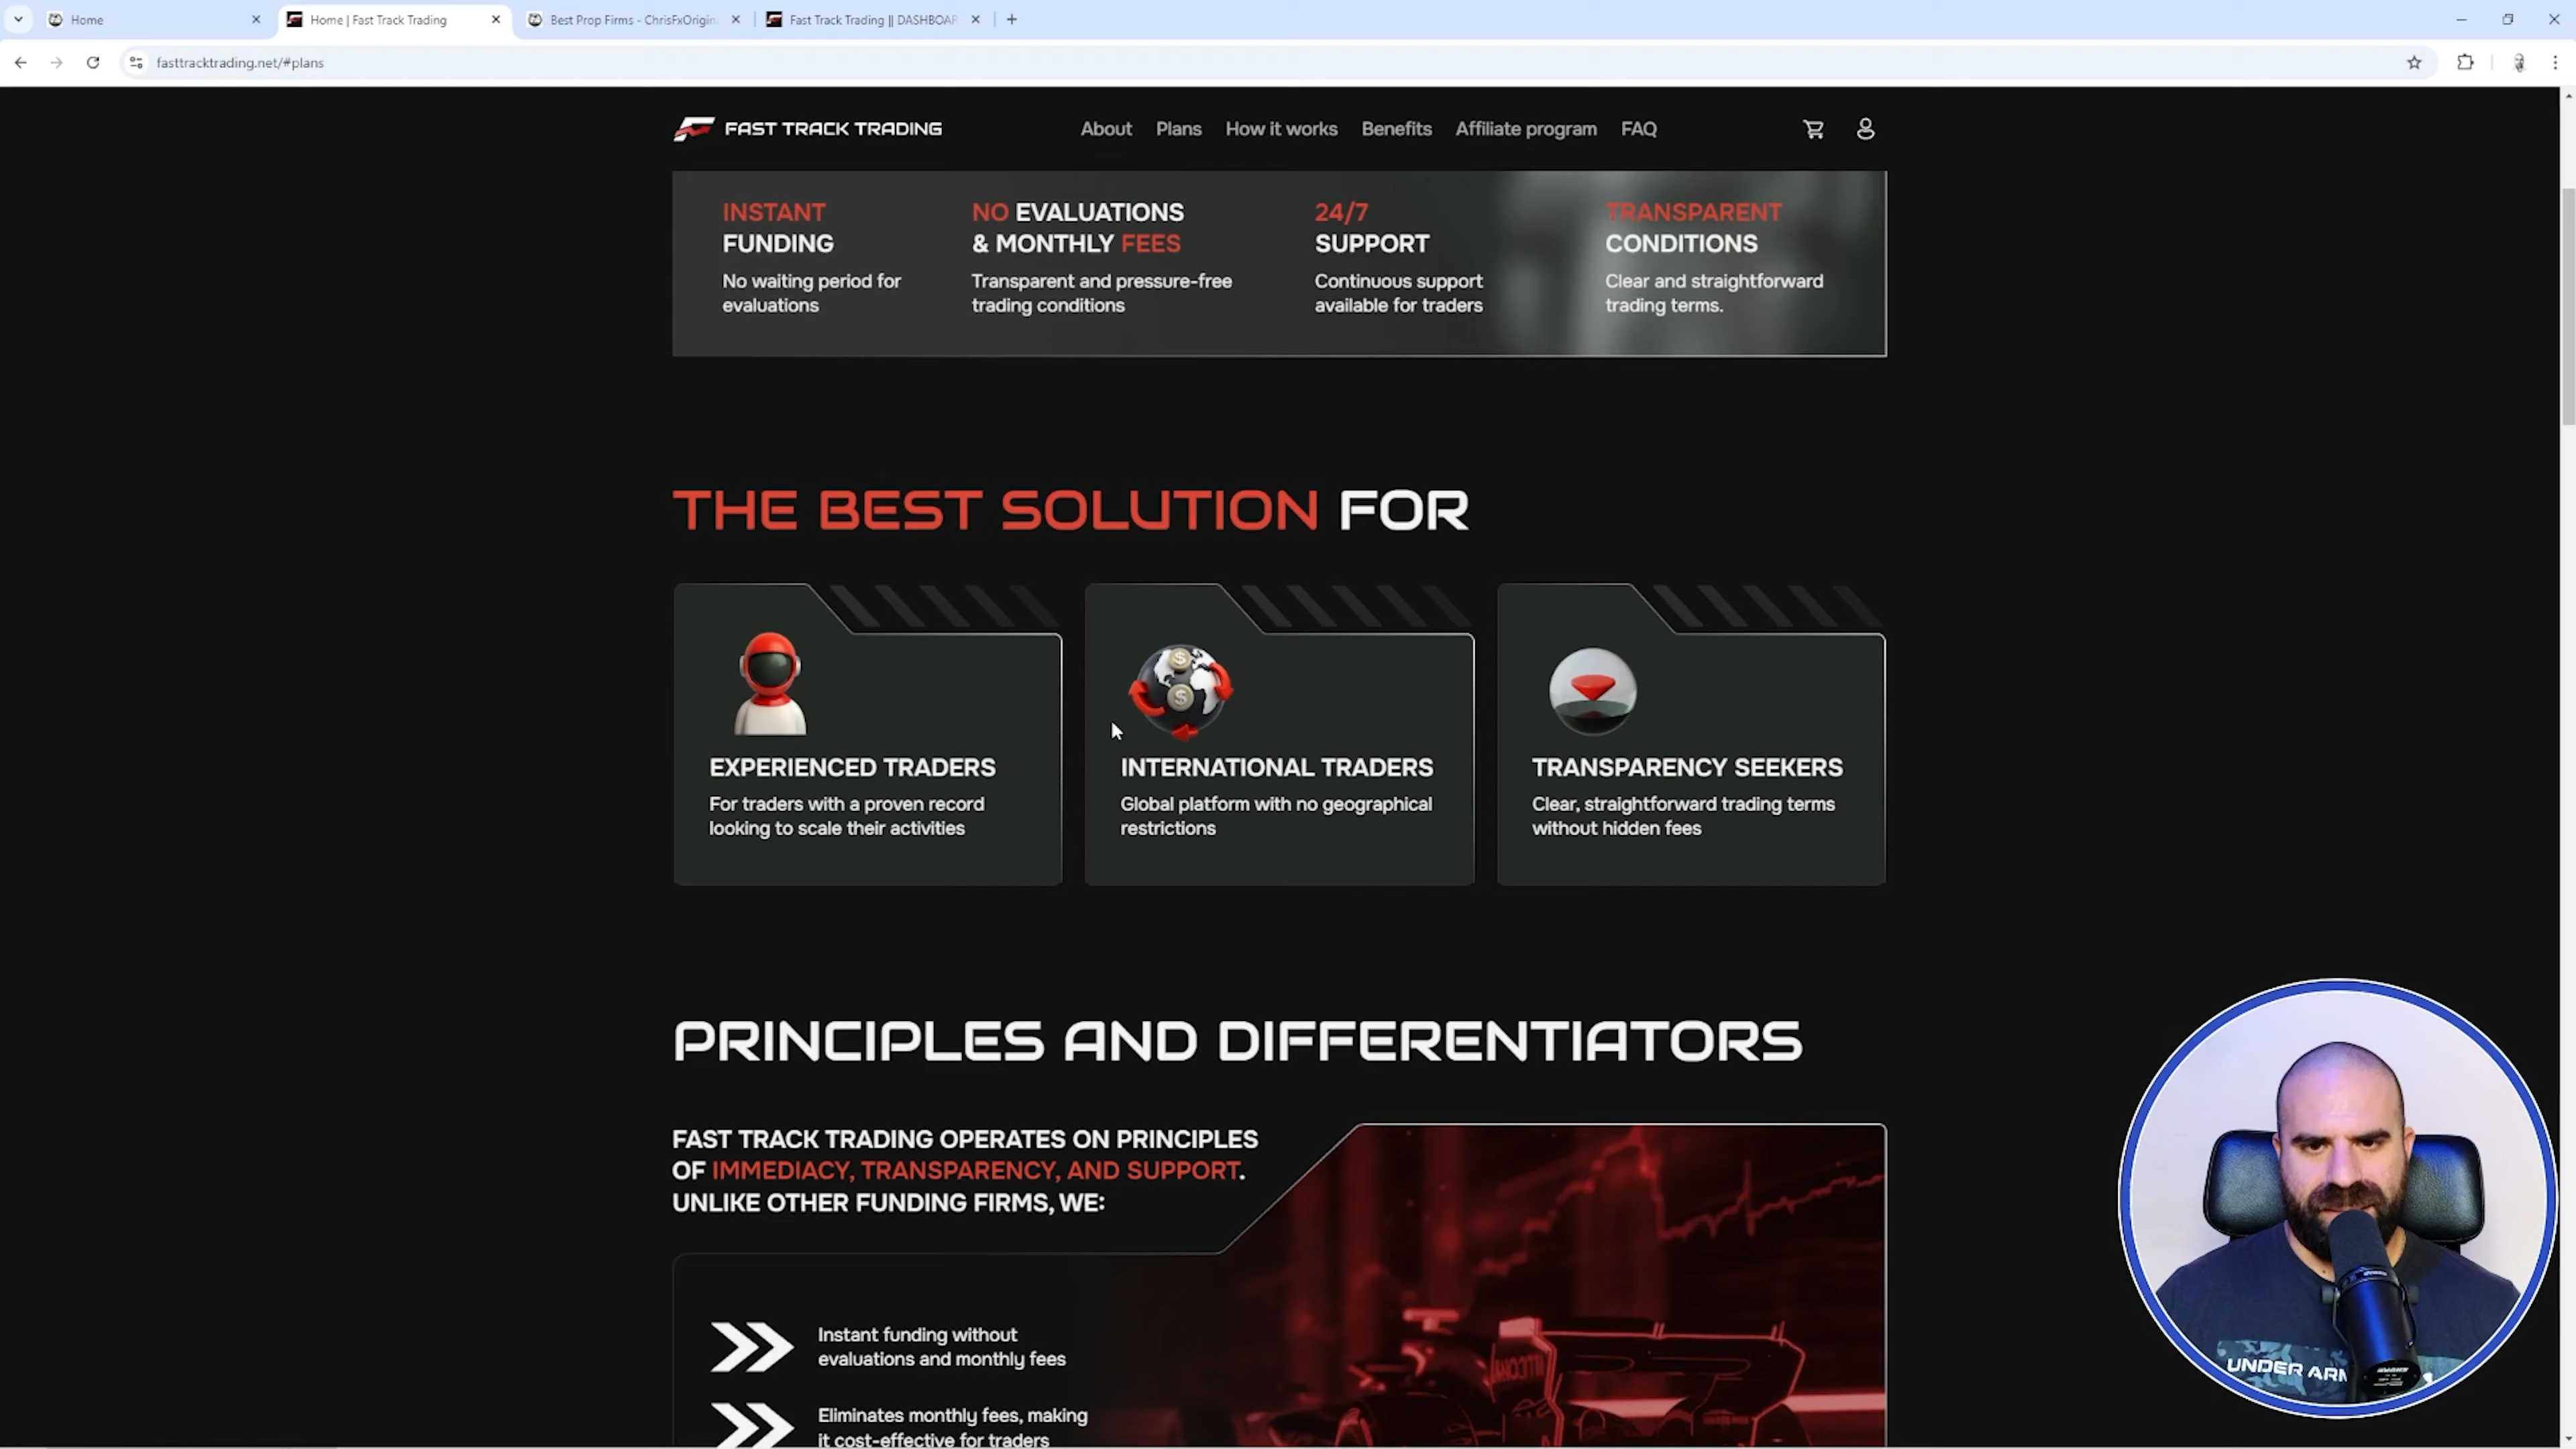 Home
Home | Fast Track Trading
Best Prop Firms - ChrisFxOrigin
Fast Track Trading || DASHBOAR
fasttracktrading.net/#plans
FAST TRACK TRADING
About
Plans
How it works
Benefits
Affiliate program
FAQ
INSTANT
FUNDING
No waiting period for
evaluations
NO EVALUATIONS
& MONTHLY FEES
Transparent and pressure-free
trading conditions
24/7
SUPPORT
Continuous support
available for traders
TRANSPARENT
CONDITIONS
Clear and straightforward
trading terms.
THE BEST SOLUTION FOR
EXPERIENCED TRADERS
For traders with a proven record
looking to scale their activities
INTERNATIONAL TRADERS
Global platform with no geographical
restrictions
TRANSPARENCY SEEKERS
Clear, straightforward trading terms
without hidden fees
PRINCIPLES AND DIFFERENTIATORS
FAST TRACK TRADING OPERATES ON PRINCIPLES
OF IMMEDIACY, TRANSPARENCY, AND SUPPORT.
UNLIKE OTHER FUNDING FIRMS, WE:
Instant funding without
evaluations and monthly fees
Eliminates monthly fees, making
it cost-effective for traders
UNDER ARM